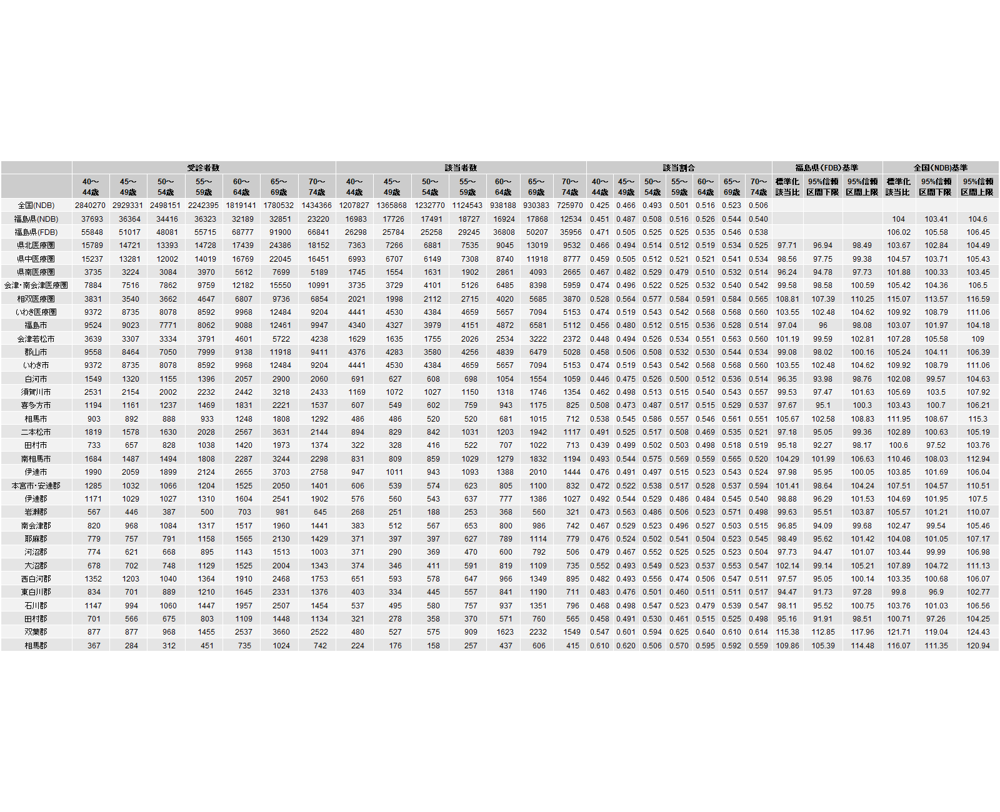 受診者数 該当者数 該当割合 福島県(FDB)基準 全国(NDB)基準
40～ 45～ 50～ 55～ 60～ 65～ 70～ 40～ 45～ 50～ 55～ 60～ 65～ 70～ 40～ 45～ 50～ 55～ 60～ 65～ 70～ 標準化 95%信頼 95%信頼 標準化 95%信頼 95%信頼
44歳 49歳 54歳 59歳 64歳 69歳 74歳 44歳 49歳 54歳 59歳 64歳 69歳 74歳 44歳 49歳 54歳 59歳 64歳 69歳 74歳 該当比 区間下限 区間上限 該当比 区間下限 区間上限
全国(NDB) 2840270 2929331 2498151 2242395 1819141 1780532 1434366 1207827 1365868 1232770 1124543 938188 930383 725970 0.425 0.466 0.493 0.501 0.516 0.523 0.506
福島県(NDB) 37693 36364 34416 36323 32189 32851 23220 16983 17726 17491 18727 16924 17868 12534 0.451 0.487 0.508 0.516 0.526 0.544 0.540 104 103.41 104.6
福島県(FDB) 55848 51017 48081 55715 68777 91900 66841 26298 25784 25258 29245 36808 50207 35956 0.471 0.505 0.525 0.525 0.535 0.546 0.538 106.02 105.58 106.45
県北医療圏 15789 14721 13393 14728 17439 24386 18152 7363 7266 6881 7535 9045 13019 9532 0.466 0.494 0.514 0.512 0.519 0.534 0.525 97.71 96.94 98.49 103.67 102.84 104.49
県中医療圏 15237 13281 12002 14019 16769 22045 16451 6993 6707 6149 7308 8740 11918 8777 0.459 0.505 0.512 0.521 0.521 0.541 0.534 98.56 97.75 99.38 104.57 103.71 105.43
県南医療圏 3735 3224 3084 3970 5612 7699 5189 1745 1554 1631 1902 2861 4093 2665 0.467 0.482 0.529 0.479 0.510 0.532 0.514 96.24 94.78 97.73 101.88 100.33 103.45
会津・南会津医療圏 7884 7516 7862 9759 12182 15550 10991 3735 3729 4101 5126 6485 8398 5959 0.474 0.496 0.522 0.525 0.532 0.540 0.542 99.58 98.58 100.59 105.42 104.36 106.5
相双医療圏 3831 3540 3662 4647 6807 9736 6854 2021 1998 2112 2715 4020 5685 3870 0.528 0.564 0.577 0.584 0.591 0.584 0.565 108.81 107.39 110.25 115.07 113.57 116.59
いわき医療圏 9372 8735 8078 8592 9968 12484 9204 4441 4530 4384 4659 5657 7094 5153 0.474 0.519 0.543 0.542 0.568 0.568 0.560 103.55 102.48 104.62 109.92 108.79 111.06
福島市 9524 9023 7771 8062 9088 12461 9947 4340 4327 3979 4151 4872 6581 5112 0.456 0.480 0.512 0.515 0.536 0.528 0.514 97.04 96 98.08 103.07 101.97 104.18
会津若松市 3639 3307 3334 3791 4601 5722 4238 1629 1635 1755 2026 2534 3222 2372 0.448 0.494 0.526 0.534 0.551 0.563 0.560 101.19 99.59 102.81 107.28 105.58 109
郡山市 9558 8464 7050 7999 9138 11918 9411 4376 4283 3580 4256 4839 6479 5028 0.458 0.506 0.508 0.532 0.530 0.544 0.534 99.08 98.02 100.16 105.24 104.11 106.39
いわき市 9372 8735 8078 8592 9968 12484 9204 4441 4530 4384 4659 5657 7094 5153 0.474 0.519 0.543 0.542 0.568 0.568 0.560 103.55 102.48 104.62 109.92 108.79 111.06
白河市 1549 1320 1155 1396 2057 2900 2060 691 627 608 698 1054 1554 1059 0.446 0.475 0.526 0.500 0.512 0.536 0.514 96.35 93.98 98.76 102.08 99.57 104.63
須賀川市 2531 2154 2002 2232 2442 3218 2433 1169 1072 1027 1150 1318 1746 1354 0.462 0.498 0.513 0.515 0.540 0.543 0.557 99.53 97.47 101.63 105.69 103.5 107.92
喜多方市 1194 1161 1237 1469 1831 2221 1537 607 549 602 759 943 1175 825 0.508 0.473 0.487 0.517 0.515 0.529 0.537 97.67 95.1 100.3 103.43 100.7 106.21
相馬市 903 892 888 933 1248 1808 1292 486 486 520 520 681 1015 712 0.538 0.545 0.586 0.557 0.546 0.561 0.551 105.67 102.58 108.83 111.95 108.67 115.3
二本松市 1819 1578 1630 2028 2567 3631 2144 894 829 842 1031 1203 1942 1117 0.491 0.525 0.517 0.508 0.469 0.535 0.521 97.18 95.05 99.36 102.89 100.63 105.19
田村市 733 657 828 1038 1420 1973 1374 322 328 416 522 707 1022 713 0.439 0.499 0.502 0.503 0.498 0.518 0.519 95.18 92.27 98.17 100.6 97.52 103.76
南相馬市 1684 1487 1494 1808 2287 3244 2298 831 809 859 1029 1279 1832 1194 0.493 0.544 0.575 0.569 0.559 0.565 0.520 104.29 101.99 106.63 110.46 108.03 112.94
伊達市 1990 2059 1899 2124 2655 3703 2758 947 1011 943 1093 1388 2010 1444 0.476 0.491 0.497 0.515 0.523 0.543 0.524 97.98 95.95 100.05 103.85 101.69 106.04
本宮市・安達郡 1285 1032 1066 1204 1525 2050 1401 606 539 574 623 805 1100 832 0.472 0.522 0.538 0.517 0.528 0.537 0.594 101.41 98.64 104.24 107.51 104.57 110.51
伊達郡 1171 1029 1027 1310 1604 2541 1902 576 560 543 637 777 1386 1027 0.492 0.544 0.529 0.486 0.484 0.545 0.540 98.88 96.29 101.53 104.69 101.95 107.5
岩瀬郡 567 446 387 500 703 981 645 268 251 188 253 368 560 321 0.473 0.563 0.486 0.506 0.523 0.571 0.498 99.63 95.51 103.87 105.57 101.21 110.07
南会津郡 820 968 1084 1317 1517 1960 1441 383 512 567 653 800 986 742 0.467 0.529 0.523 0.496 0.527 0.503 0.515 96.85 94.09 99.68 102.47 99.54 105.46
耶麻郡 779 757 791 1158 1565 2130 1429 371 397 397 627 789 1114 779 0.476 0.524 0.502 0.541 0.504 0.523 0.545 98.49 95.62 101.42 104.08 101.05 107.17
河沼郡 774 621 668 895 1143 1513 1003 371 290 369 470 600 792 506 0.479 0.467 0.552 0.525 0.525 0.523 0.504 97.73 94.47 101.07 103.44 99.99 106.98
大沼郡 678 702 748 1129 1525 2004 1343 374 346 411 591 819 1109 735 0.552 0.493 0.549 0.523 0.537 0.553 0.547 102.14 99.14 105.21 107.89 104.72 111.13
西白河郡 1352 1203 1040 1364 1910 2468 1753 651 593 578 647 966 1349 895 0.482 0.493 0.556 0.474 0.506 0.547 0.511 97.57 95.05 100.14 103.35 100.68 106.07
東白川郡 834 701 889 1210 1645 2331 1376 403 334 445 557 841 1190 711 0.483 0.476 0.501 0.460 0.511 0.511 0.517 94.47 91.73 97.28 99.8 96.9 102.77
石川郡 1147 994 1060 1447 1957 2507 1454 537 495 580 757 937 1351 796 0.468 0.498 0.547 0.523 0.479 0.539 0.547 98.11 95.52 100.75 103.76 101.03 106.56
田村郡 701 566 675 803 1109 1448 1134 321 278 358 370 571 760 565 0.458 0.491 0.530 0.461 0.515 0.525 0.498 95.16 91.91 98.51 100.71 97.26 104.25
双葉郡 877 877 968 1455 2537 3660 2522 480 527 575 909 1623 2232 1549 0.547 0.601 0.594 0.625 0.640 0.610 0.614 115.38 112.85 117.96 121.71 119.04 124.43
相馬郡 367 284 312 451 735 1024 742 224 176 158 257 437 606 415 0.610 0.620 0.506 0.570 0.595 0.592 0.559 109.86 105.39 114.48 116.07 111.35 120.94